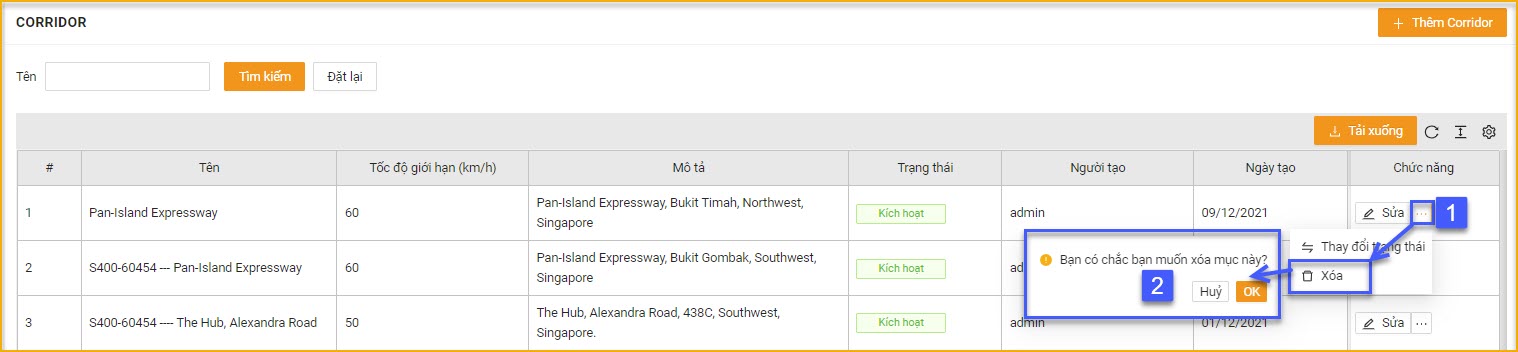 CORRIDOR
+ Thêm Corridor
Tên
Tìm kiếm
Đặt lại
Tải xuống
# Tên Tốc độ giới hạn (km/h) Mô tả Trạng thái Người tạo Ngày tạo Chức năng
1 Pan-Island Expressway 60 Pan-Island Expressway, Bukit Timah, Northwest,
Singapore
Kích hoạt admin 09/12/2021 Sửa ... 1
Thay đổi trạng thái
Bạn có chắc bạn muốn xóa mục này?
Xóa
2
Huỷ OK
2 S400-60454 --- Pan-Island Expressway 60 Pan-Island Expressway, Bukit Gombak, Southwest,
Singapore
Kích hoạt
3 S400-60454 ---- The Hub, Alexandra Road 50 The Hub, Alexandra Road, 438C, Southwest,
Singapore.
Kích hoạt admin 01/12/2021 Sửa ...